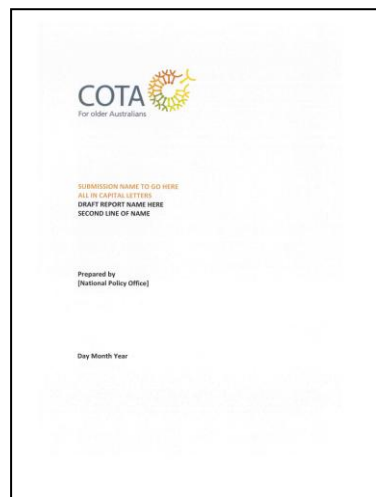 COTA
For older Australians
SUBMISSION NAME TO GO HERE
ALL IN CAPITAL LETTERS
DRAFT REPORT NAME HERE
SECOND LINE OF NAME
Prepared by
[National Policy Office]
Day Month Year